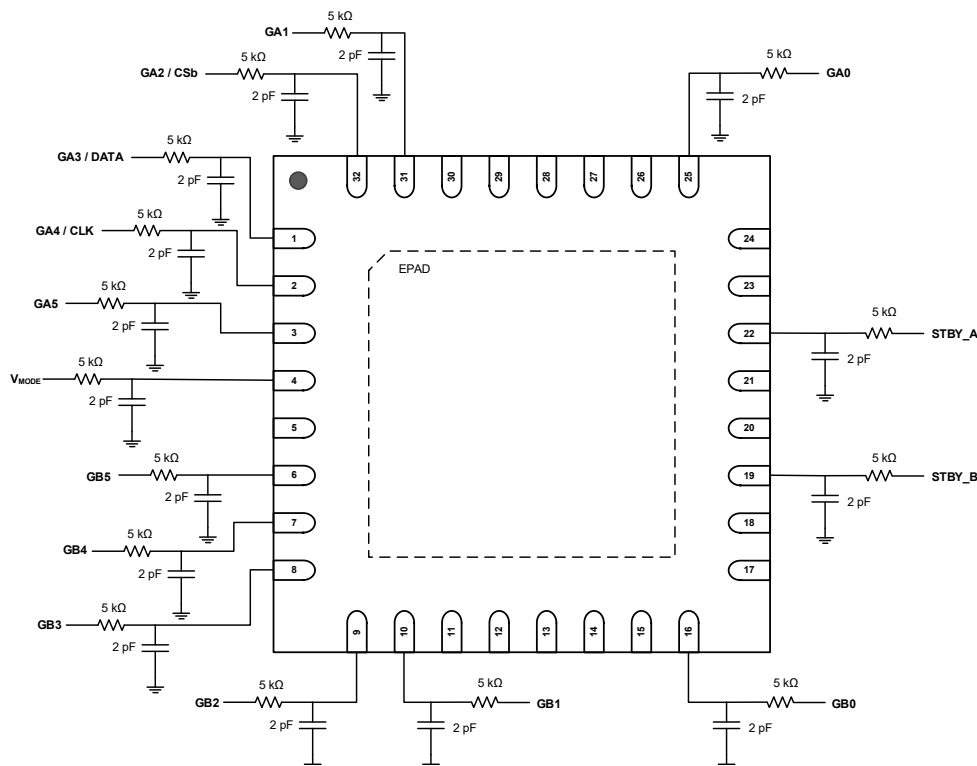 5 kΩ
GA1
2 pF
5 kΩ
GA2 / CSb
2 pF
5 kΩ
GA0
2 pF
5 kΩ
GA3 / DATA
2 pF
32
31
30
29
28
27
26
25
5 kΩ
GA4 / CLK
2 pF
1
24
EPAD
5 kΩ
GA5
2 pF
2
23
3
22
5 kΩ
STBY_A
2 pF
5 kΩ
VMODE
2 pF
4
21
5
20
5 kΩ
GB5
2 pF
6
19
5 kΩ
STBY_B
2 pF
5 kΩ
GB4
2 pF
7
18
8
17
5 kΩ
GB3
2 pF
9
10
11
12
13
14
15
16
5 kΩ
GB2
2 pF
5 kΩ
GB1
2 pF
5 kΩ
GB0
2 pF